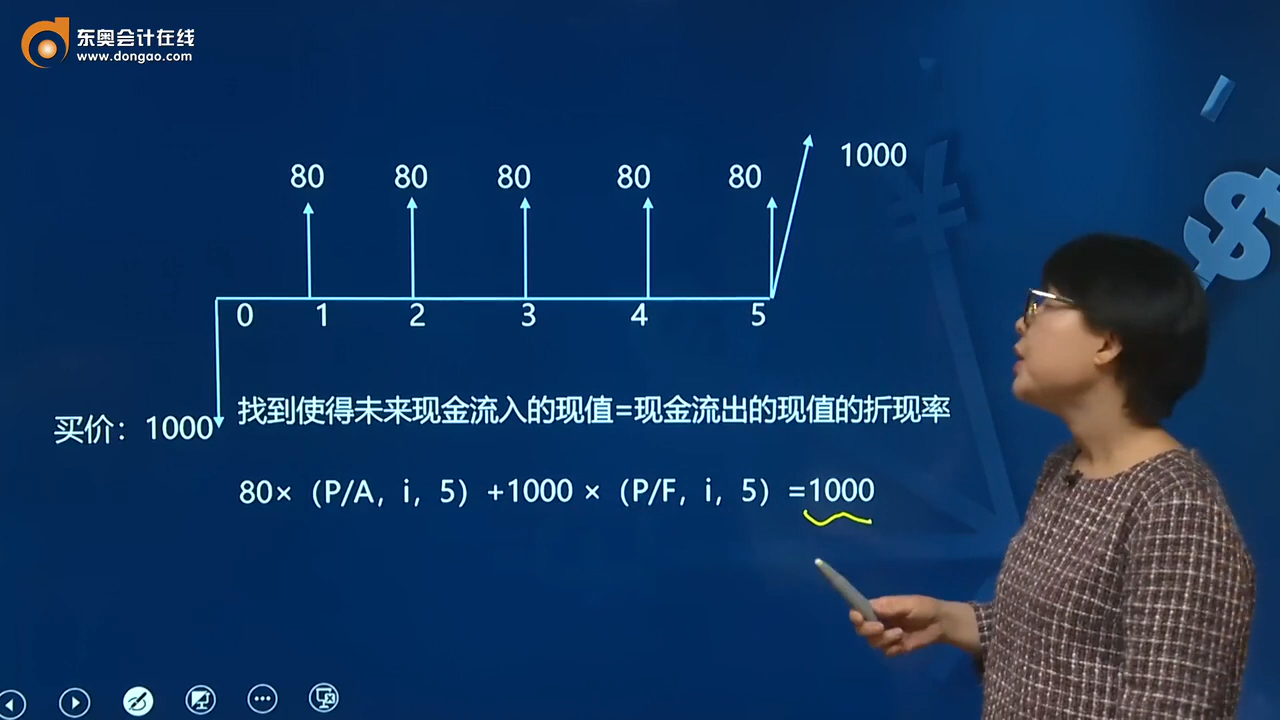 东奥会计在线
www.dongao.com
80 80 80 80 80 1000
0 1 2 3 4 5
买价：1000
找到使得未来现金流入的现值=现金流出的现值的折现率
80×（P/A，i，5）+1000 ×（P/F，i，5）=1000
¥
$